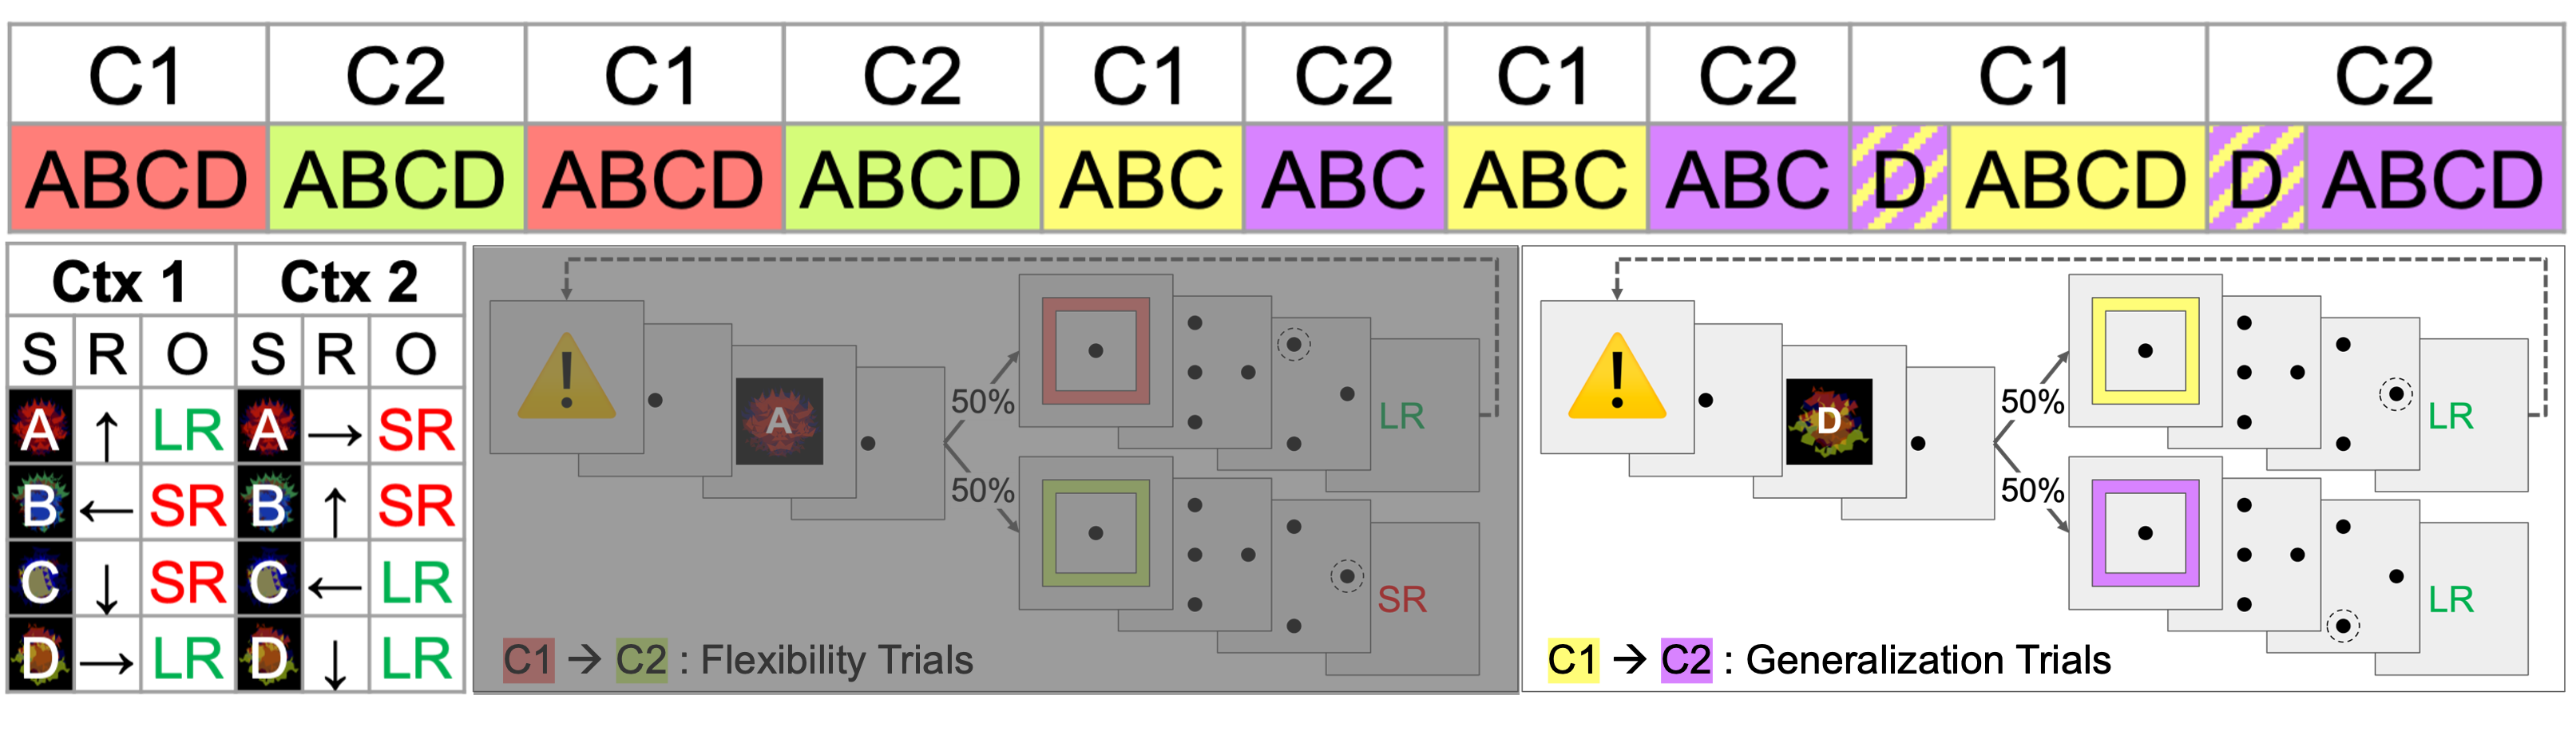 C1 C2 C1 C2 C1 C2 C1 C2 C1 C2
ABCD ABCD ABCD ABCD ABC ABC ABC ABC D ABCD D ABCD
Ctx 1 Ctx 2
S R O S R O
A ↑ LR A → SR
B ← SR B ↑ SR
C ↓ SR C ← LR
D → LR D ↓ LR
!
A
50%
50%
LR
SR
C1 → C2 : Flexibility Trials
!
D
50%
50%
LR
LR
C1 → C2 : Generalization Trials